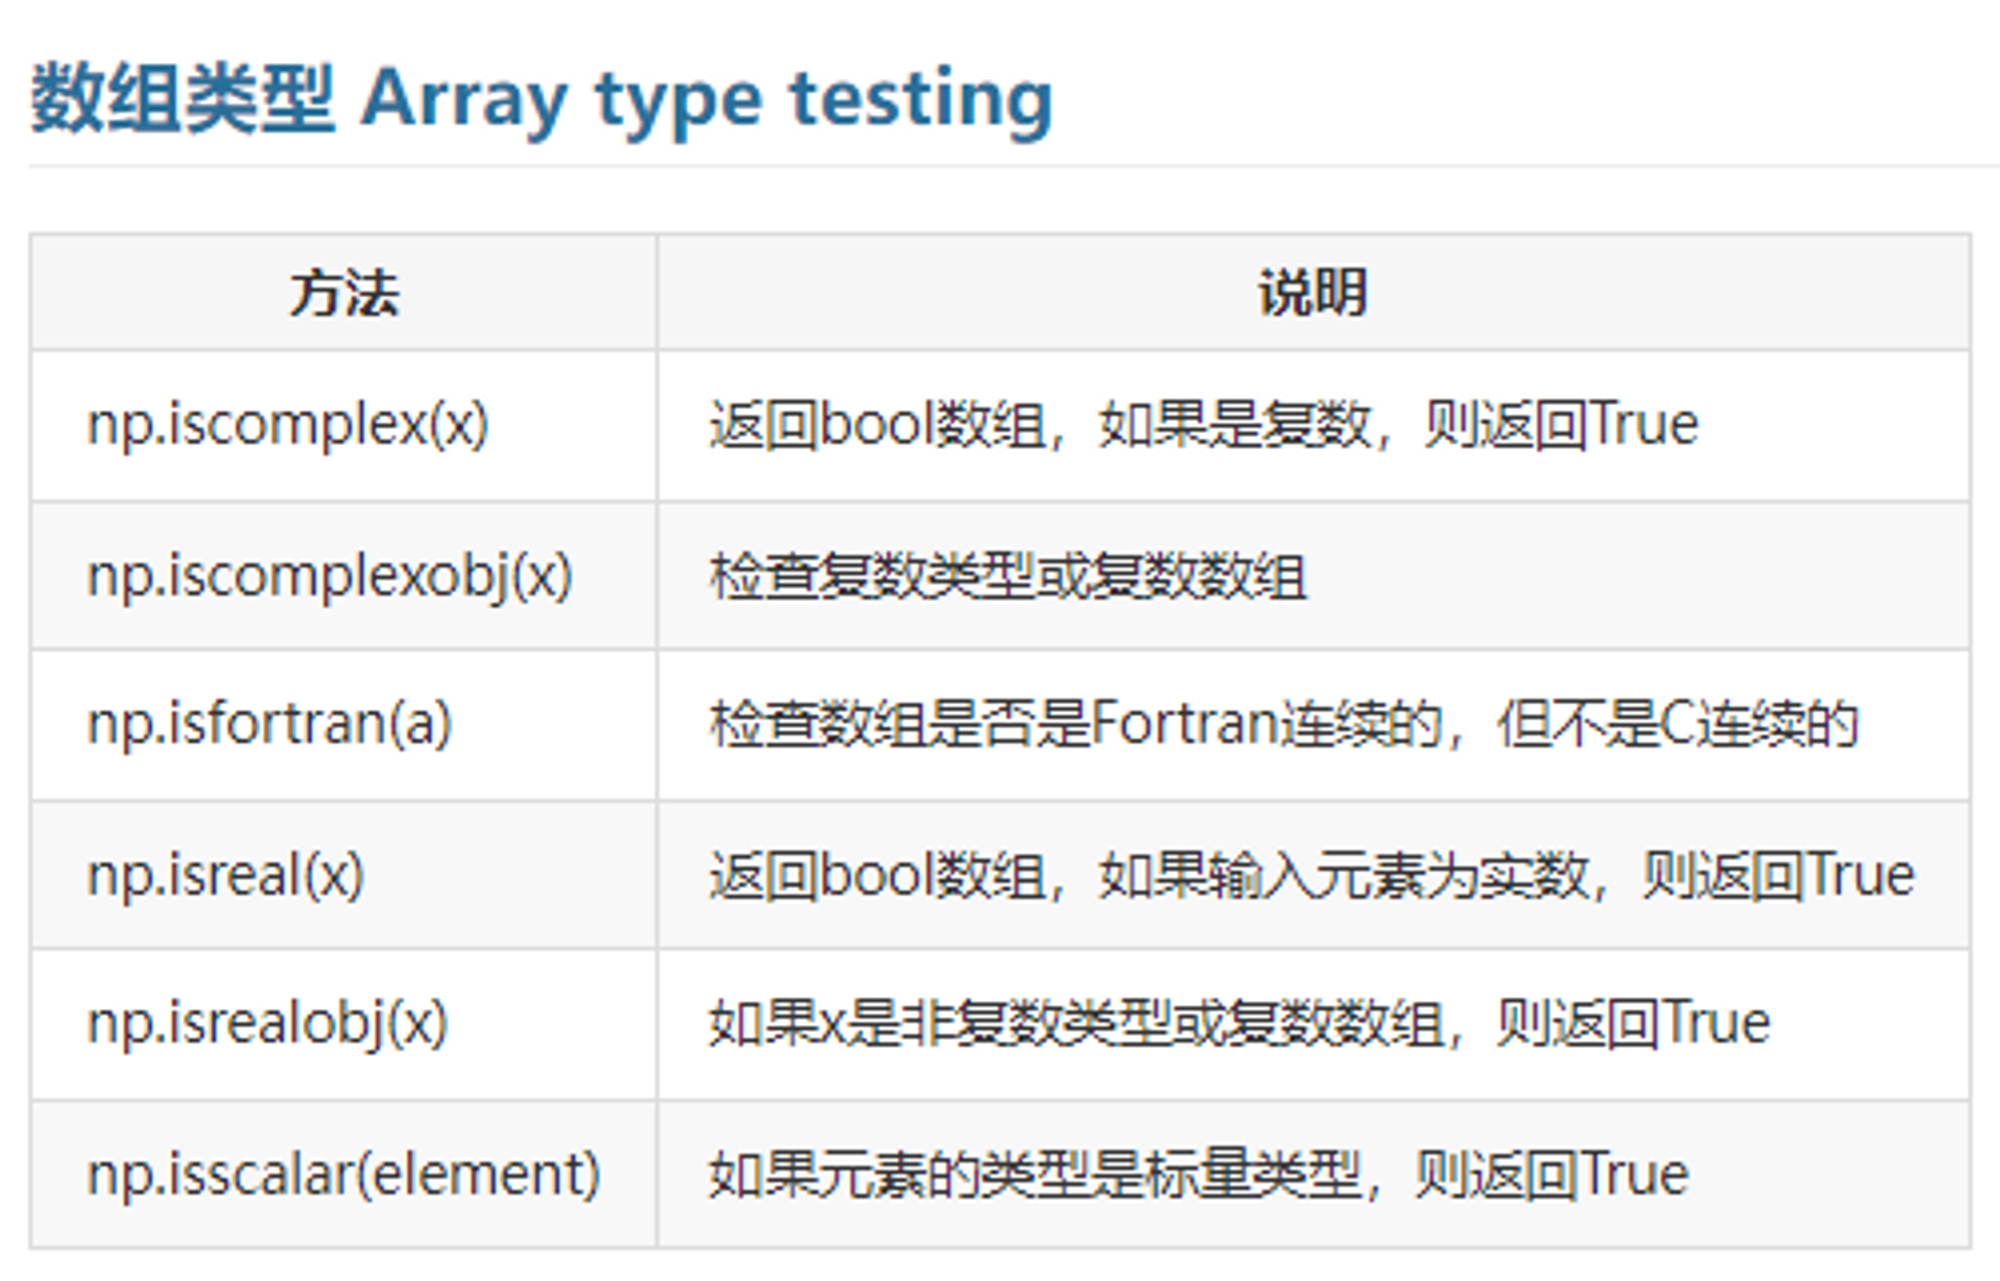 数组类型 Array type testing
方法 说明
np.iscomplex(x) 返回bool数组，如果是复数，则返回True
np.iscomplexobj(x) 检查复数类型或复数数组
np.isfortran(a) 检查数组是否是Fortran连续的，但不是C连续的
np.isreal(x) 返回bool数组，如果输入元素为实数，则返回True
np.isrealobj(x) 如果x是非复数类型或复数数组，则返回True
np.isscalar(element) 如果元素的类型是标量类型，则返回True